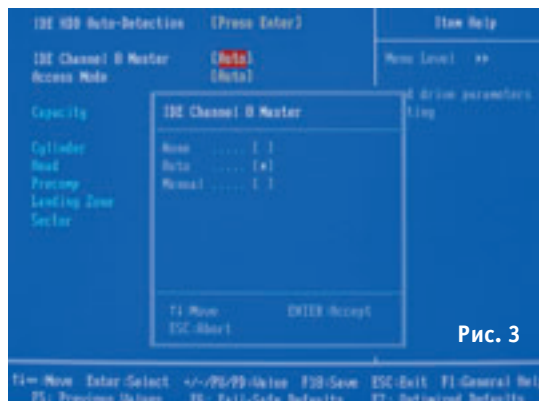 IDE HDD Auto-Detection [Press Enter]
Item Help
IDE Channel 0 Master [Auto]
Access Mode [Auto]
Menu Level ▸▸
drive parameters
Capacity
IDE Channel 0 Master
Cylinder
Head
Precomp
Landing Zone
Sector
None ..... [ ]
Auto ..... [▪]
Manual ..... [ ]
↑↓:Move ENTER:Accept
ESC:Abort
Рис. 3
↑↓→←:Move Enter:Select +/-/PU/PD:Value F10:Save ESC:Exit F1:General Hel
F5: Previous Values F6: Fail-Safe Defaults F7: Optimized Defaults